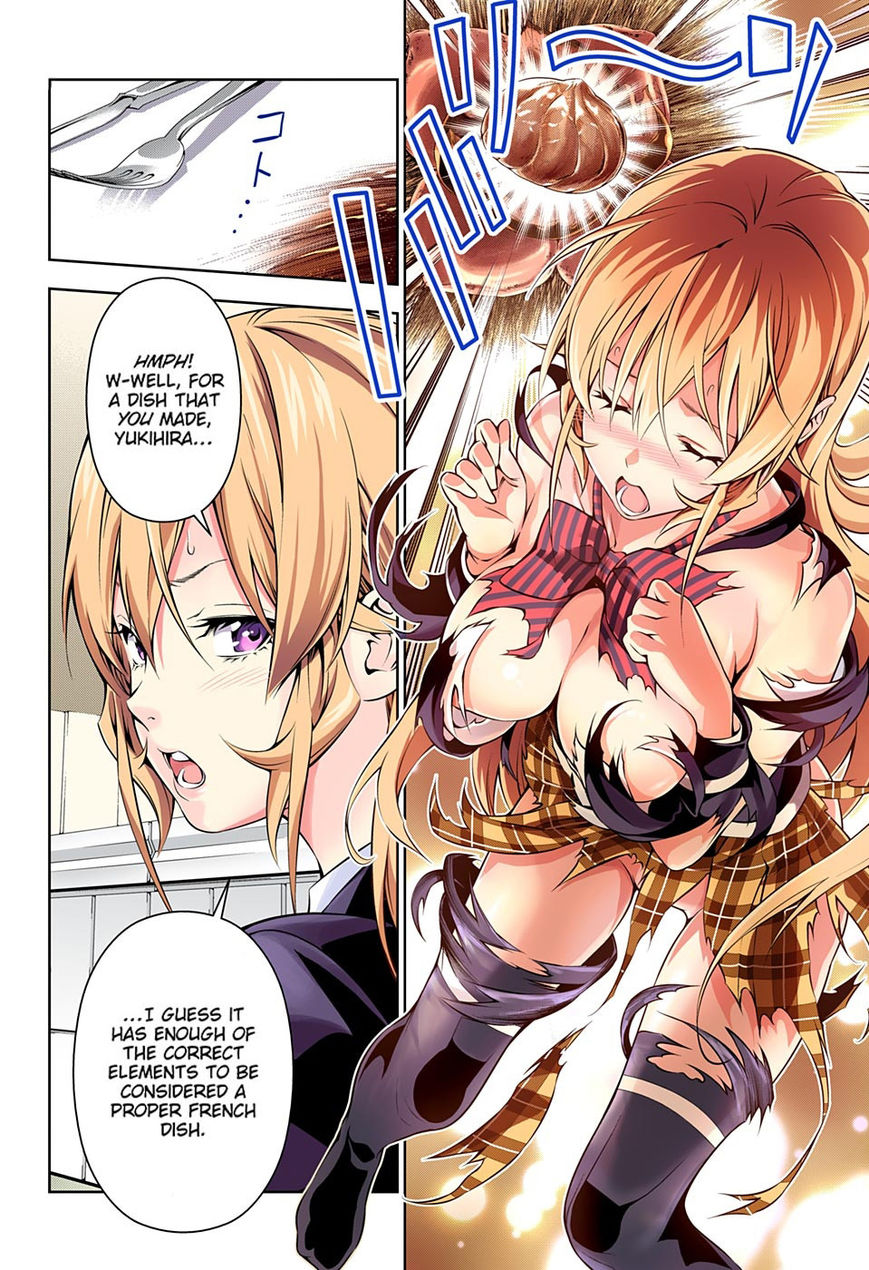 コト…
HMPH!
W-WELL, FOR
A DISH THAT
YOU MADE,
YUKIHIRA...
...I GUESS IT
HAS ENOUGH OF
THE CORRECT
ELEMENTS TO BE
CONSIDERED A
PROPER FRENCH
DISH.